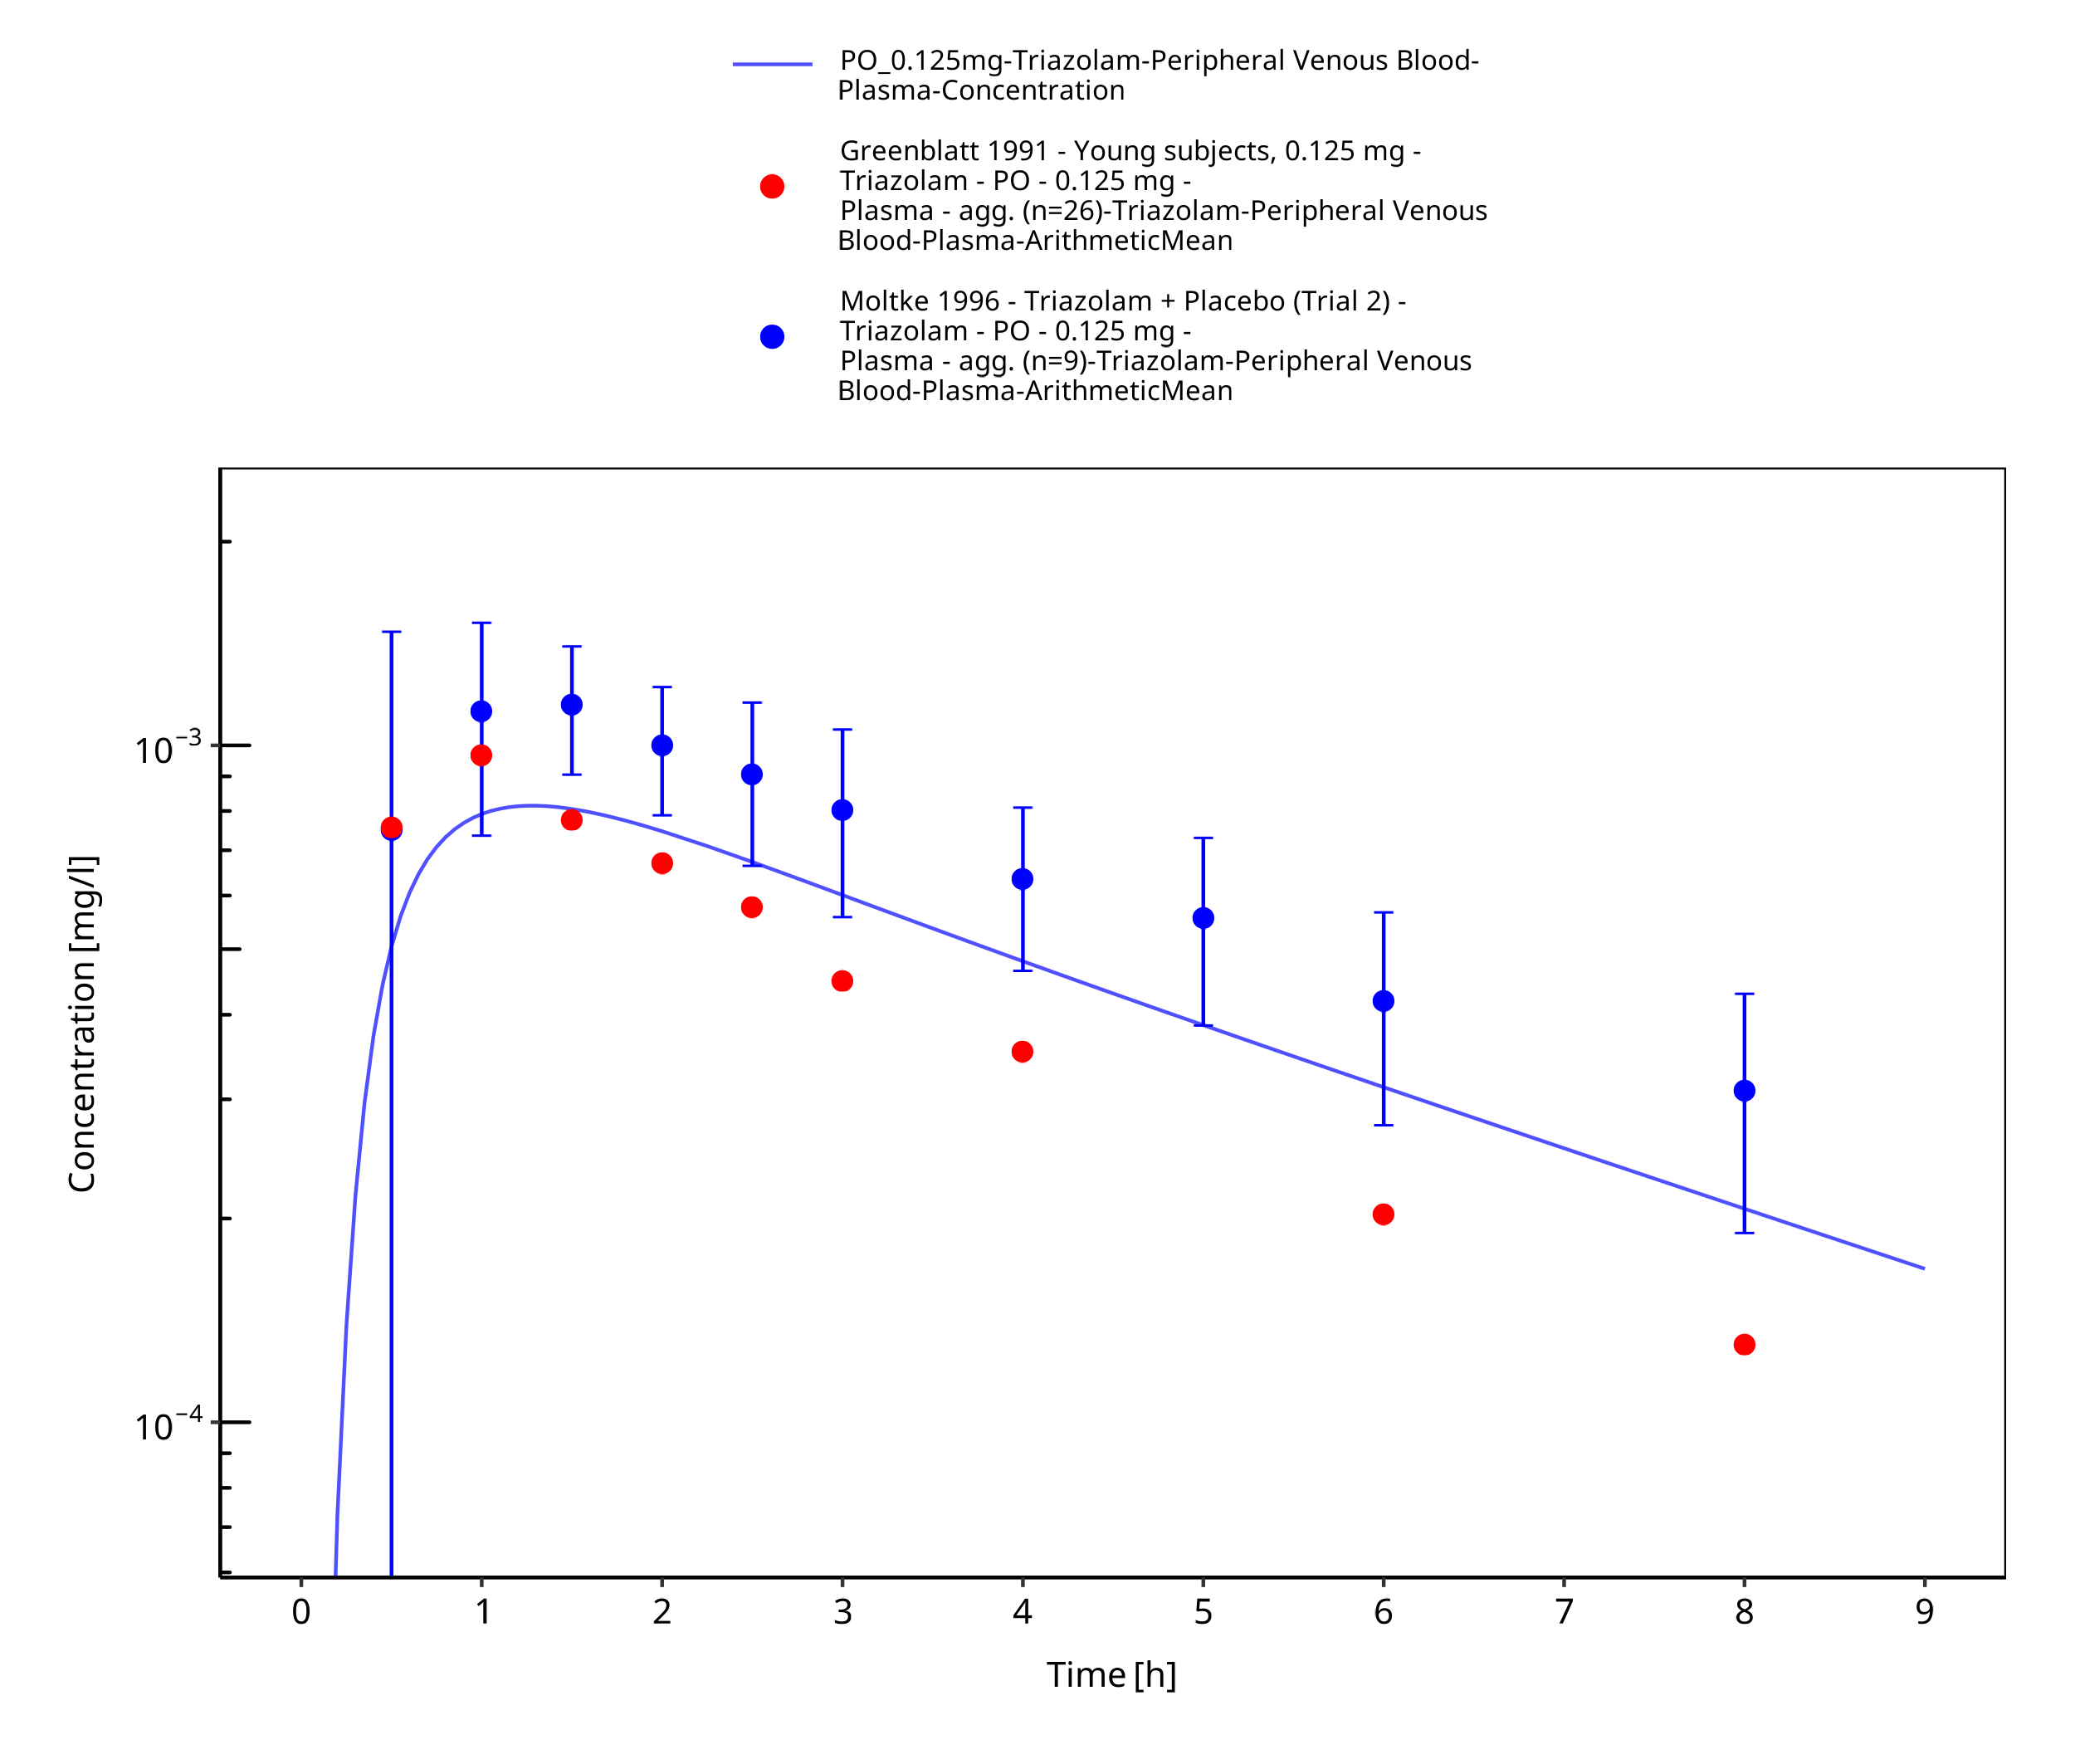 PO_0.125mg-Triazolam-Peripheral Venous Blood-
Plasma-Concentration
Greenblatt 1991 - Young subjects, 0.125 mg -
Triazolam - PO - 0.125 mg -
Plasma - agg. (n=26)-Triazolam-Peripheral Venous
Blood-Plasma-ArithmeticMean
Moltke 1996 - Triazolam + Placebo (Trial 2) -
Triazolam - PO - 0.125 mg -
Plasma - agg. (n=9)-Triazolam-Peripheral Venous
Blood-Plasma-ArithmeticMean
10⁻³
10⁻⁴
Concentration [mg/l]
0 1 2 3 4 5 6 7 8 9
Time [h]